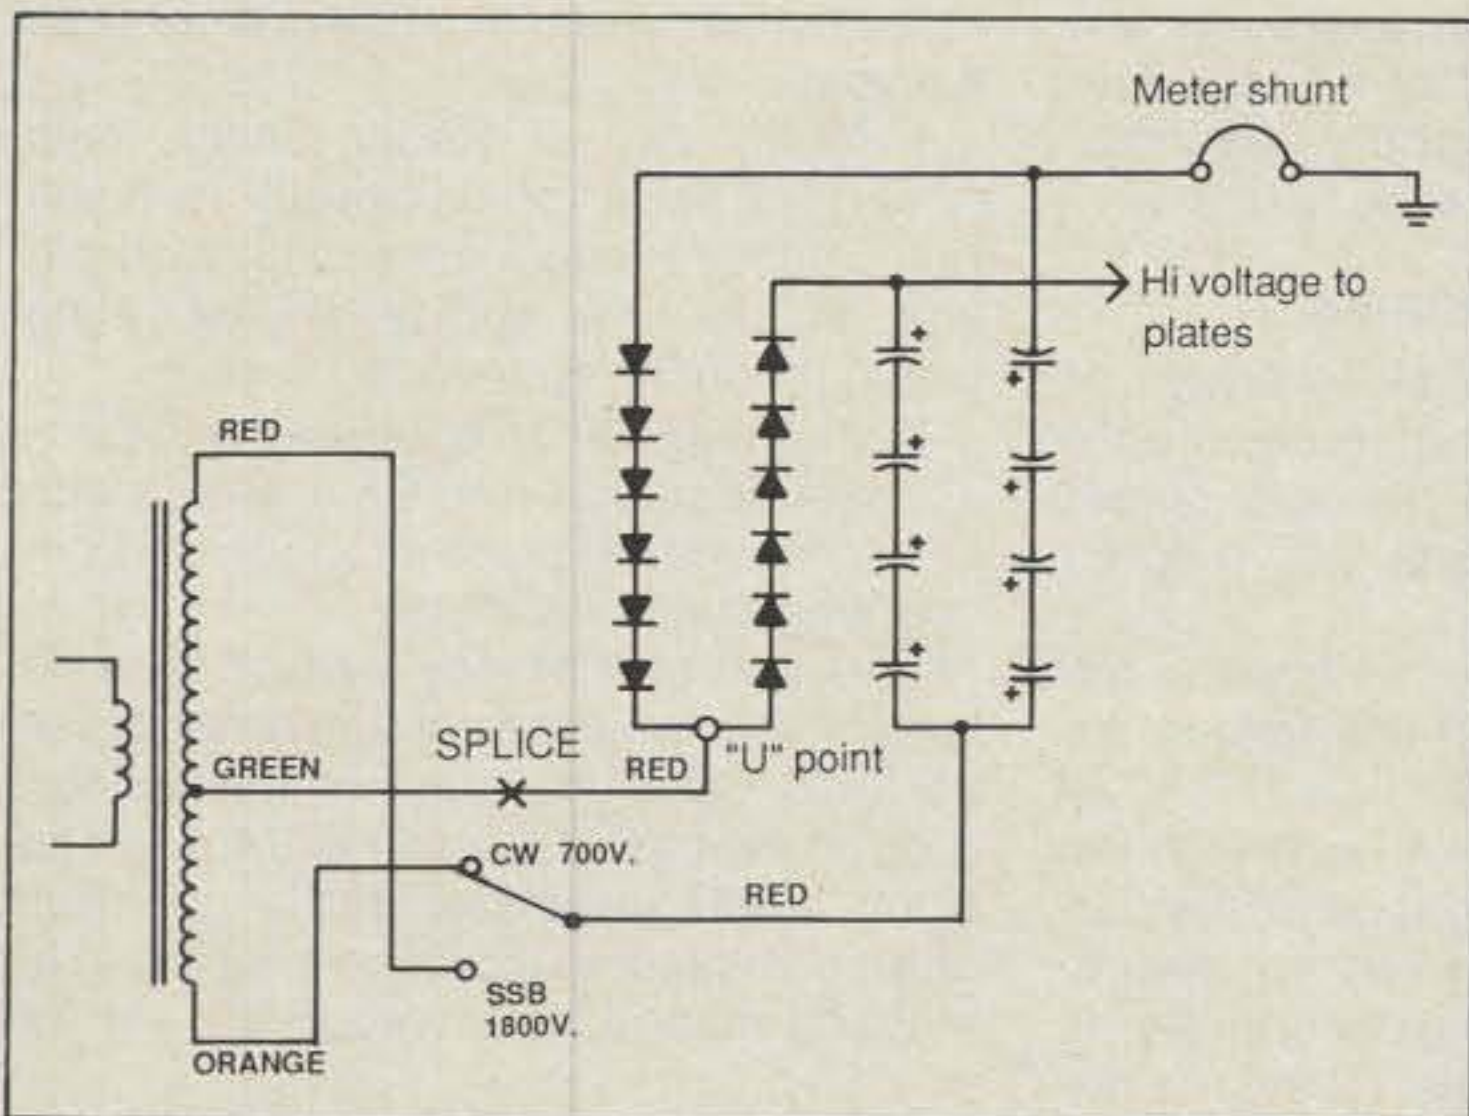 Meter shunt
Hi voltage to
plates
RED
GREEN
SPLICE
RED
"U" point
CW 700V.
RED
SSB
1800V.
ORANGE